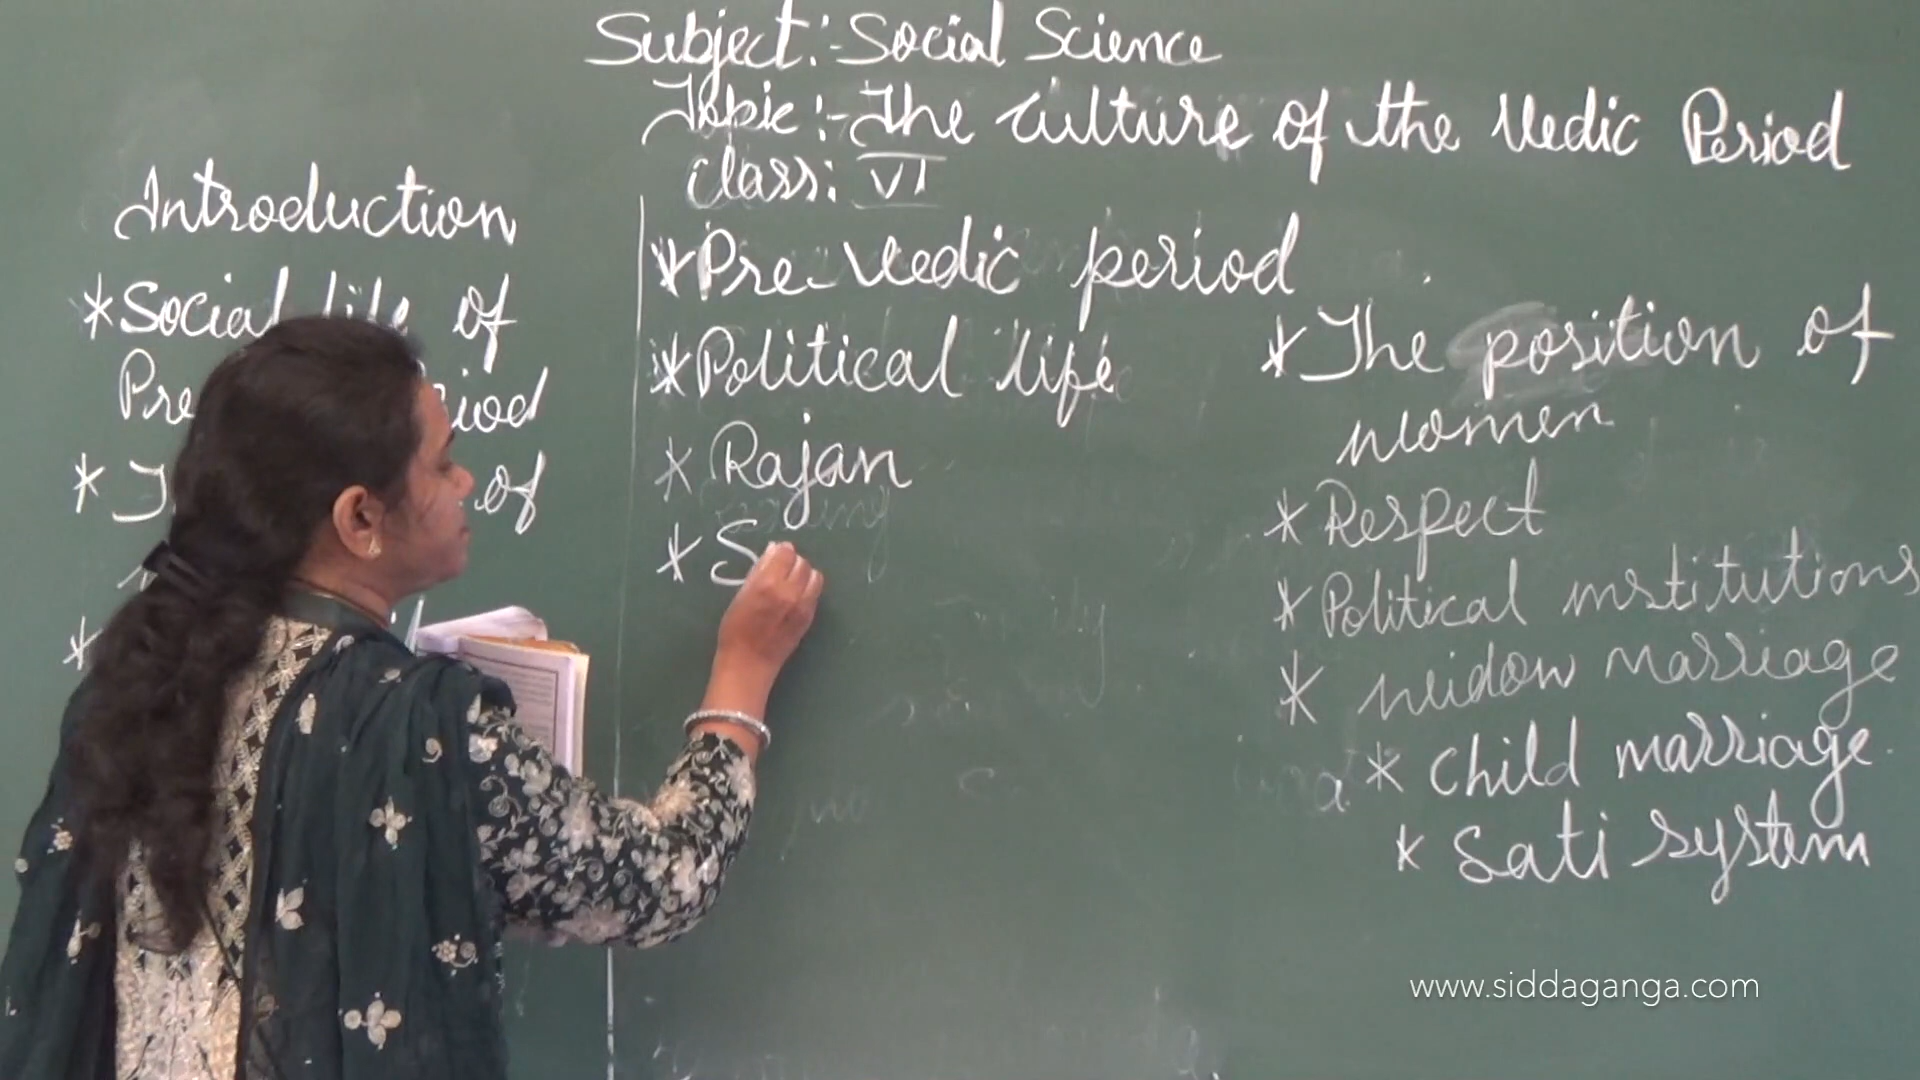 Subject:-Social Science
Topic:-The culture of the Vedic Period
class: VI
Introduction
*Social life of
Pre
*
of
*
*Pre-Vedic period
*Political life
* Rajan
* S
*The position of
women
*Respect
*Political institutions
* widow marriage
* child marriage
* Sati system
www.siddaganga.com